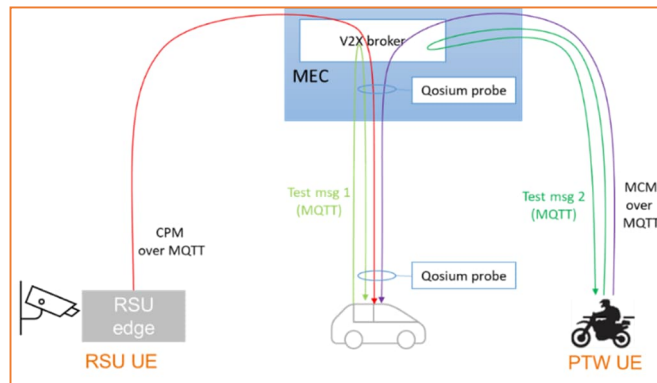 V2X broker
MEC
Qosium probe
Test msg 1
(MQTT)
Test msg 2
(MQTT)
MCM
over
MQTT
CPM
over MQTT
Qosium probe
RSU
edge
RSU UE
PTW UE